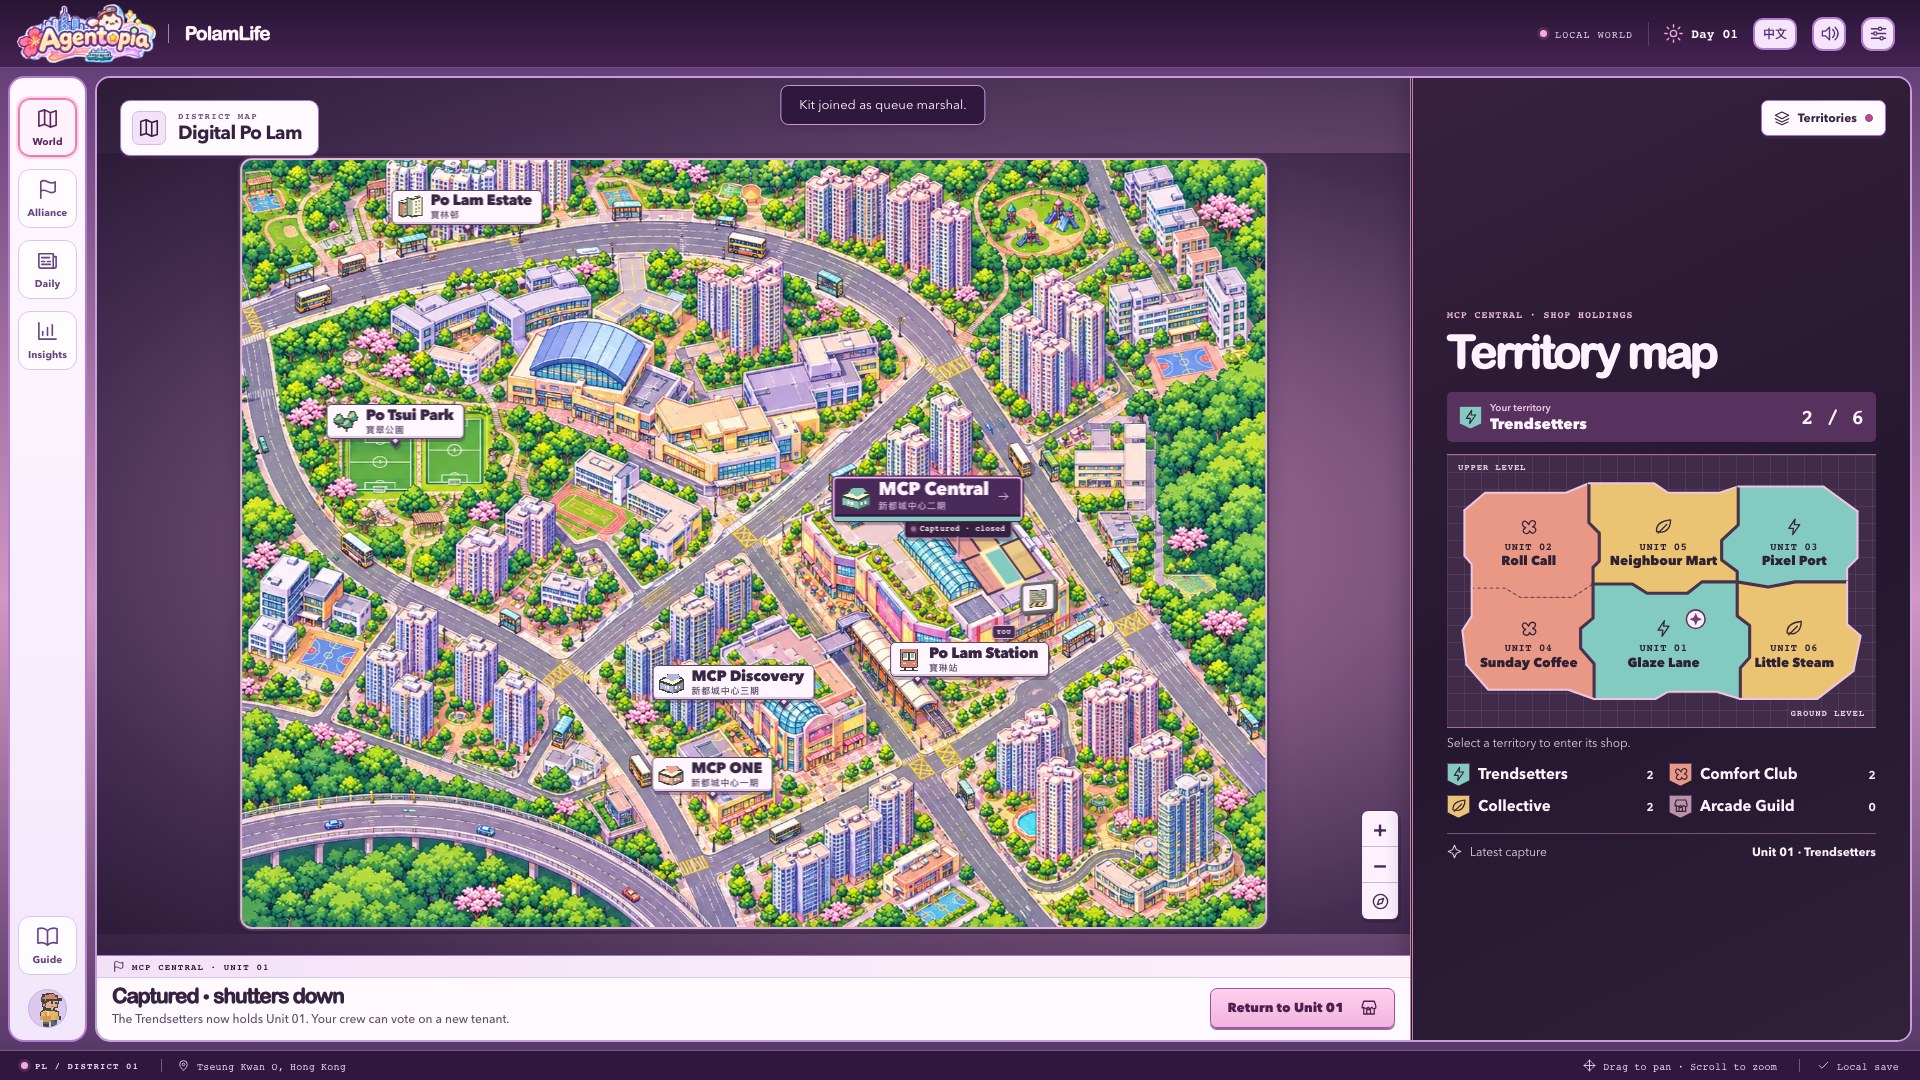 Agentopia
PolamLife
LOCAL WORLD
Day 01
中文
World
Alliance
Daily
Insights
Guide
DISTRICT MAP
Digital Po Lam
Kit joined as queue marshal.
Po Lam Estate
寶林邨
Po Tsui Park
寶翠公園
MCP Central
新都城中心二期
Captured · closed
YOU
Po Lam Station
寶琳站
MCP Discovery
新都城中心三期
MCP ONE
新都城中心一期
+
−
MCP CENTRAL · UNIT 01
Captured • shutters down
The Trendsetters now holds Unit 01. Your crew can vote on a new tenant.
Return to Unit 01
Territories
MCP CENTRAL · SHOP HOLDINGS
Territory map
Your territory
Trendsetters
2 / 6
UPPER LEVEL
UNIT 02
Roll Call
UNIT 05
Neighbour Mart
UNIT 03
Pixel Port
UNIT 04
Sunday Coffee
UNIT 01
Glaze Lane
UNIT 06
Little Steam
GROUND LEVEL
Select a territory to enter its shop.
Trendsetters 2
Comfort Club 2
Collective 2
Arcade Guild 0
Latest capture
Unit 01 · Trendsetters
PL / DISTRICT 01
Tseung Kwan O, Hong Kong
Drag to pan · Scroll to zoom
Local save